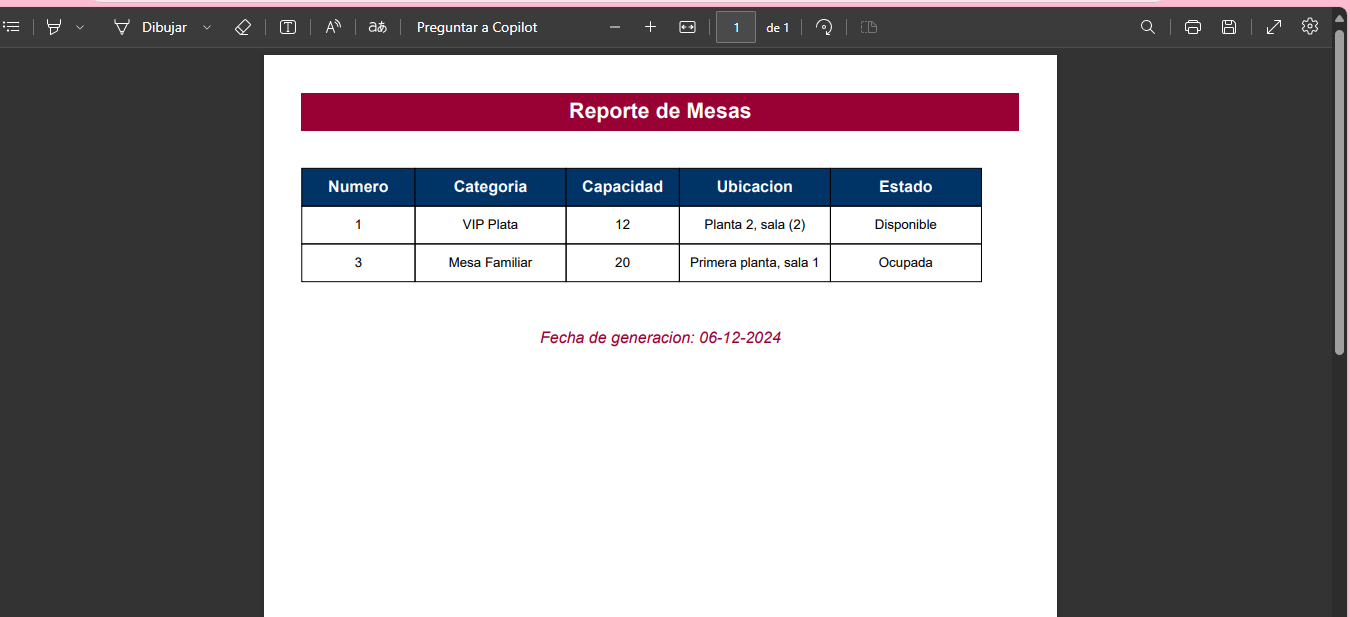 Dibujar aあ Preguntar a Copilot 1 de 1
Reporte de Mesas
Numero Categoria Capacidad Ubicacion Estado
1 VIP Plata 12 Planta 2, sala (2) Disponible
3 Mesa Familiar 20 Primera planta, sala 1 Ocupada
Fecha de generacion: 06-12-2024